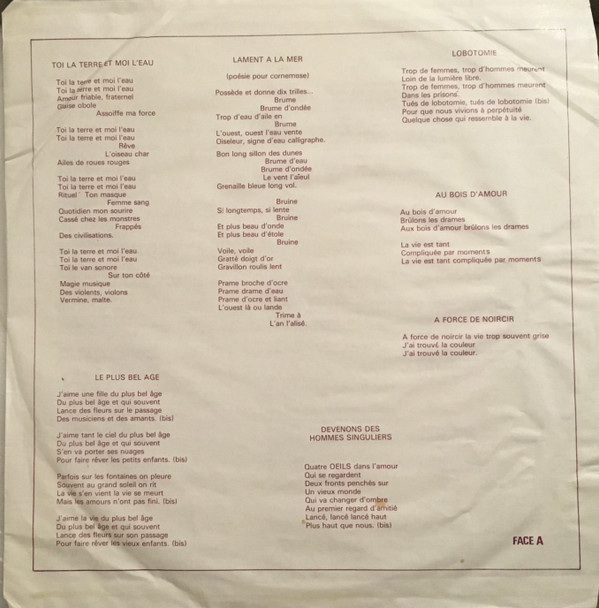 TOI LA TERRE ET MOI L'EAU
Toi la terre et moi l'eau
Toi la terre et moi l'eau
Amour friable, fraternel
Glaise obole
Assoiffe ma force
Toi la terre et moi l'eau
Toi la terre et moi l'eau
Rêve
L'oiseau char
Ailes de roues rouges
Toi la terre et moi l'eau
Toi la terre et moi l'eau
Rituel Ton masque
Femme sang
Quotidien mon sourire
Cassé chez les monstres
Frappés
Des civilisations.
Toi la terre et moi l'eau
Toi la terre et moi l'eau
Toi le van sonore
Sur ton côté
Magie musique
Des violents, violons
Vermine, malte.
LE PLUS BEL AGE
J'aime une fille du plus bel âge
Du plus bel âge et qui souvent
Lance des fleurs sur le passage
Des musiciens et des amants. (bis)
J'aime tant le ciel du plus bel âge
Du plus bel âge et qui souvent
S'en va porter ses nuages
Pour faire rêver les petits enfants. (bis)
Parfois sur les fontaines on pleure
Souvent au grand soleil on rit
La vie s'en vient la vie se meurt
Mais les amours n'ont pas fini. (bis)
J'aime la vie du plus bel âge
Du plus bel âge et qui souvent
Lance des fleurs sur son passage
Pour faire rêver les vieux enfants. (bis)
LAMENT A LA MER
(poésie pour cornemose)
Possède et donne dix trilles...
Brume
Brume d'ondée
Trop d'eau d'aile en
Brume
L'ouest, ouest l'eau vente
Oiseleur, signe d'eau calligraphe.
Bon long sillon des dunes
Brume d'eau
Brume d'ondée
Le vent l'aïeul
Grenaille bleue long vol.
Bruine
Si longtemps, si lente
Bruine
Et plus beau d'onde
Et plus beau d'étole
Bruine
Voile, voile
Gratté doigt d'or
Gravillon roulis lent
Prame broche d'ocre
Prame drame d'eau
Prame d'ocre et liant
L'ouest là ou lande
Trime à
L'an l'alisé.
DEVENONS DES
HOMMES SINGULIERS
Quatre OEILS dans l'amour
Qui se regardent
Deux fronts penchés sur
Un vieux monde
Qui va changer d'ombre
Au premier regard d'amitié
Lancé, lancé lancé haut
Plus haut que nous. (bis)
LOBOTOMIE
Trop de femmes, trop d'hommes meurent
Loin de la lumière libre.
Trop de femmes, trop d'hommes meurent
Dans les prisons.
Tués de lobotomie, tués de lobotomie (bis)
Pour que nous vivions à perpétuité
Quelque chose qui ressemble à la vie.
AU BOIS D'AMOUR
Au bois d'amour
Brûlons les drames
Aux bois d'amour brûlons les drames
La vie est tant
Compliquée par moments
La vie est tant compliquée par moments
A FORCE DE NOIRCIR
A force de noircir la vie trop souvent grise
J'ai trouvé la couleur
J'ai trouvé la couleur.
FACE A